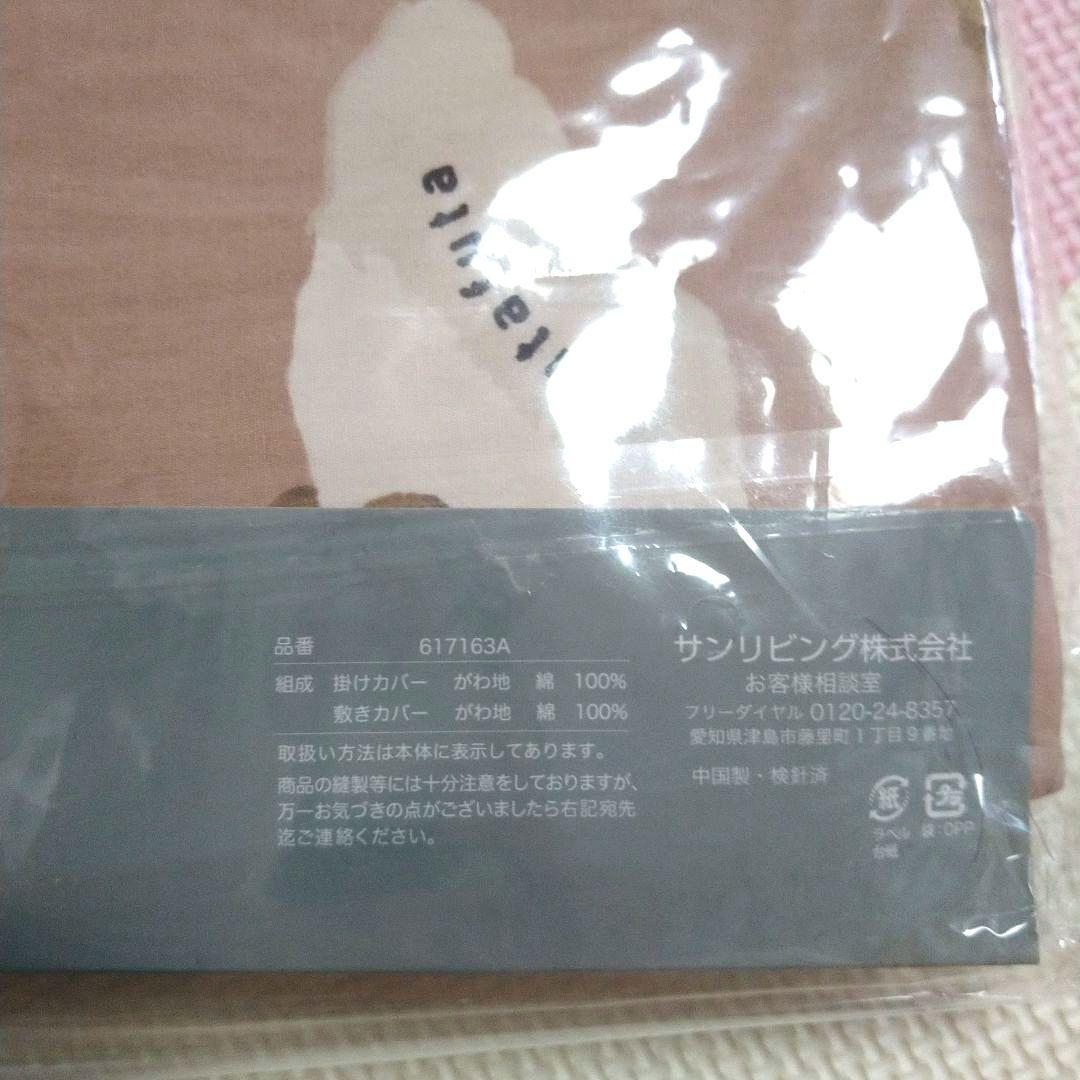 品番 617163A
組成 掛けカバー がわ地 綿 100%
敷きカバー がわ地 綿 100%
取扱い方法は本体に表示してあります。
商品の縫製等には十分注意をしておりますが、
万一お気づきの点がございましたら右記宛先
迄ご連絡ください。
サンリビング株式会社
お客様相談室
フリーダイヤル 0120-24-8357
愛知県津島市藤里町1丁目9番地
中国製・検針済
紙
ラベル
台紙
プラ
袋:OPP